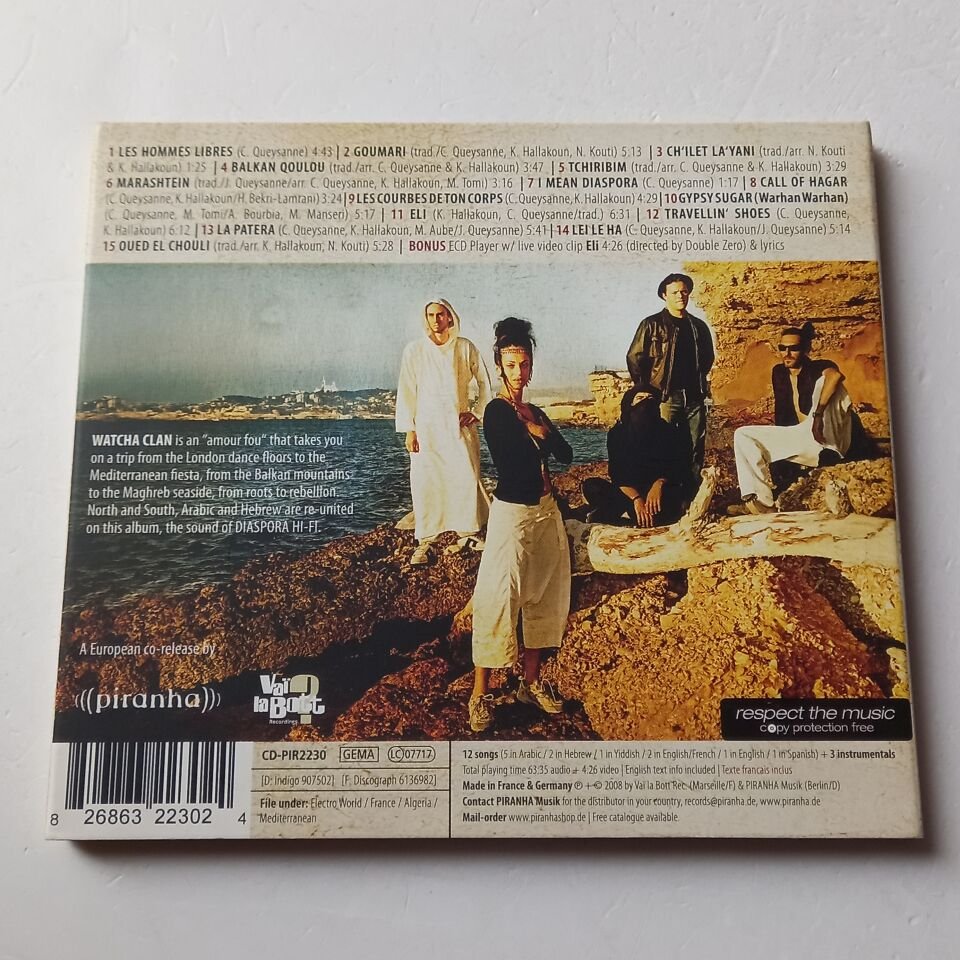 1 LES HOMMES LIBRES (C. Queysanne) 4:43 | 2 GOUMARI (trad./C. Queysanne, K. Hallakoun, N. Kouti) 5:13 | 3 CH'ILET LA'YANI (trad./arr. N. Kouti
& K. Hallakoun) 1:25 | 4 BALKAN QOULOU (trad./arr. C. Queysanne & K. Hallakoun) 3:47 | 5 TCHIRIBIM (trad./arr. C. Queysanne & K. Hallakoun) 3:29
6 MARASHTEIN (trad./J. Queysanne/arr. C. Queysanne, K. Hallakoun, M. Tomi) 3:16 | 7 I MEAN DIASPORA (C. Queysanne) 1:17 | 8 CALL OF HAGAR
(C. Queysanne, K. Hallakoun/H. Bekri-Lamrani) 3:24 | 9 LES COURBES DE TON CORPS (C. Queysanne, K. Hallakoun) 4:29 | 10 GYPSY SUGAR (Warhan Warhan)
(C. Queysanne, M. Tomi/A. Bourbia, M. Manseri) 5:17 | 11 ELI (K. Hallakoun, C. Queysanne/trad.) 6:31 | 12 TRAVELLIN' SHOES (C. Queysanne,
K. Hallakoun) 6:12 | 13 LA PATERA (C. Queysanne, K. Hallakoun, M. Aube/J. Queysanne) 5:41 | 14 LEI LE HA (C. Queysanne, K. Hallakoun/J. Queysanne) 5:14
15 OUED EL CHOULI (trad./arr. K. Hallakoun, N. Kouti) 5:28 | BONUS ECD Player w/ live video clip Eli 4:26 (directed by Double Zero) & lyrics
WATCHA CLAN is an "amour fou" that takes you
on a trip from the London dance floors to the
Mediterranean fiesta, from the Balkan mountains
to the Maghreb seaside, from roots to rebellion.
North and South, Arabic and Hebrew are re-united
on this album, the sound of DIASPORA HI-FI.
A European co-release by
((piranha))
Vaï
la Bott
Recordings
respect the music
copy protection free
8 26863 22302 4
CD-PIR2230 GEMA LC07717
[D: Indigo 907502] [F: Discograph 6136982]
File under: Electro World / France / Algeria /
Mediterranean
12 songs (5 in Arabic / 2 in Hebrew / 1 in Yiddish / 2 in English/French / 1 in English / 1 in Spanish) + 3 instrumentals
Total playing time 63:35 audio + 4:26 video | English text info included | Texte francais inclus
Made in France & Germany ℗ + © 2008 by Vaï la Bott Rec. (Marseille/F) & PIRANHA Musik (Berlin/D)
Contact PIRANHA Musik for the distributor in your country, records@piranha.de, www.piranha.de
Mail-order www.piranhashop.de | Free catalogue available.